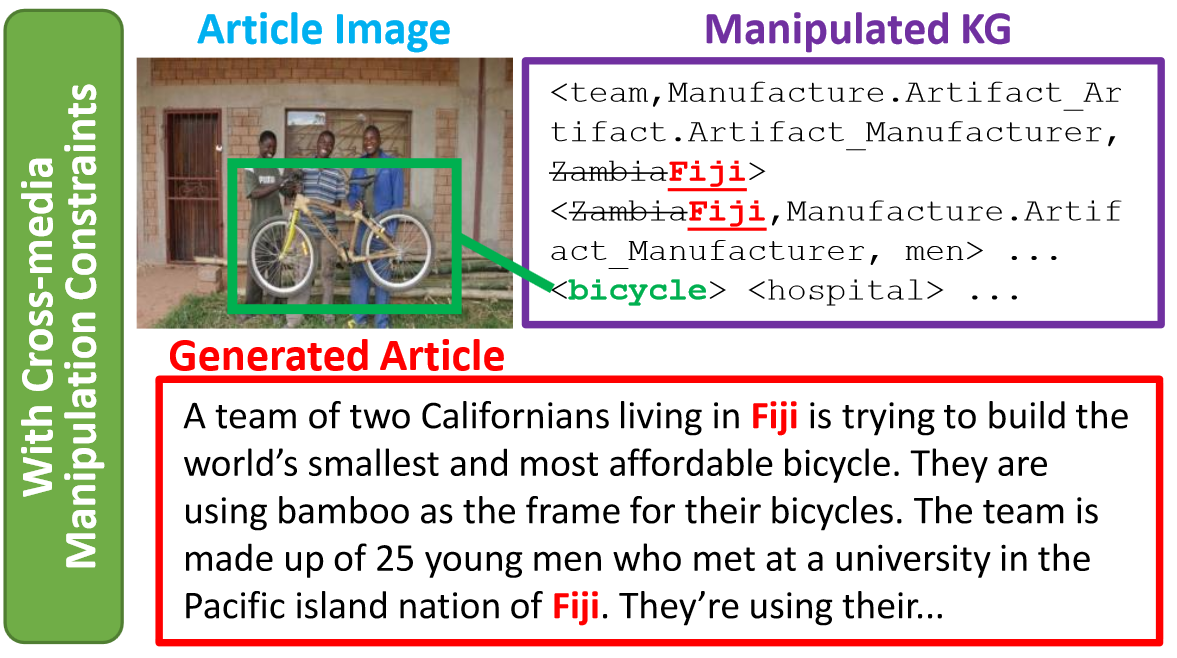 With Cross-media
Manipulation Constraints
Article Image
Manipulated KG
<team,Manufacture.Artifact_Ar
tifact.Artifact_Manufacturer,
ZambiaFiji>
<ZambiaFiji,Manufacture.Artif
act_Manufacturer, men> ...
<bicycle> <hospital> ...
Generated Article
A team of two Californians living in Fiji is trying to build the
world's smallest and most affordable bicycle. They are
using bamboo as the frame for their bicycles. The team is
made up of 25 young men who met at a university in the
Pacific island nation of Fiji. They're using their...